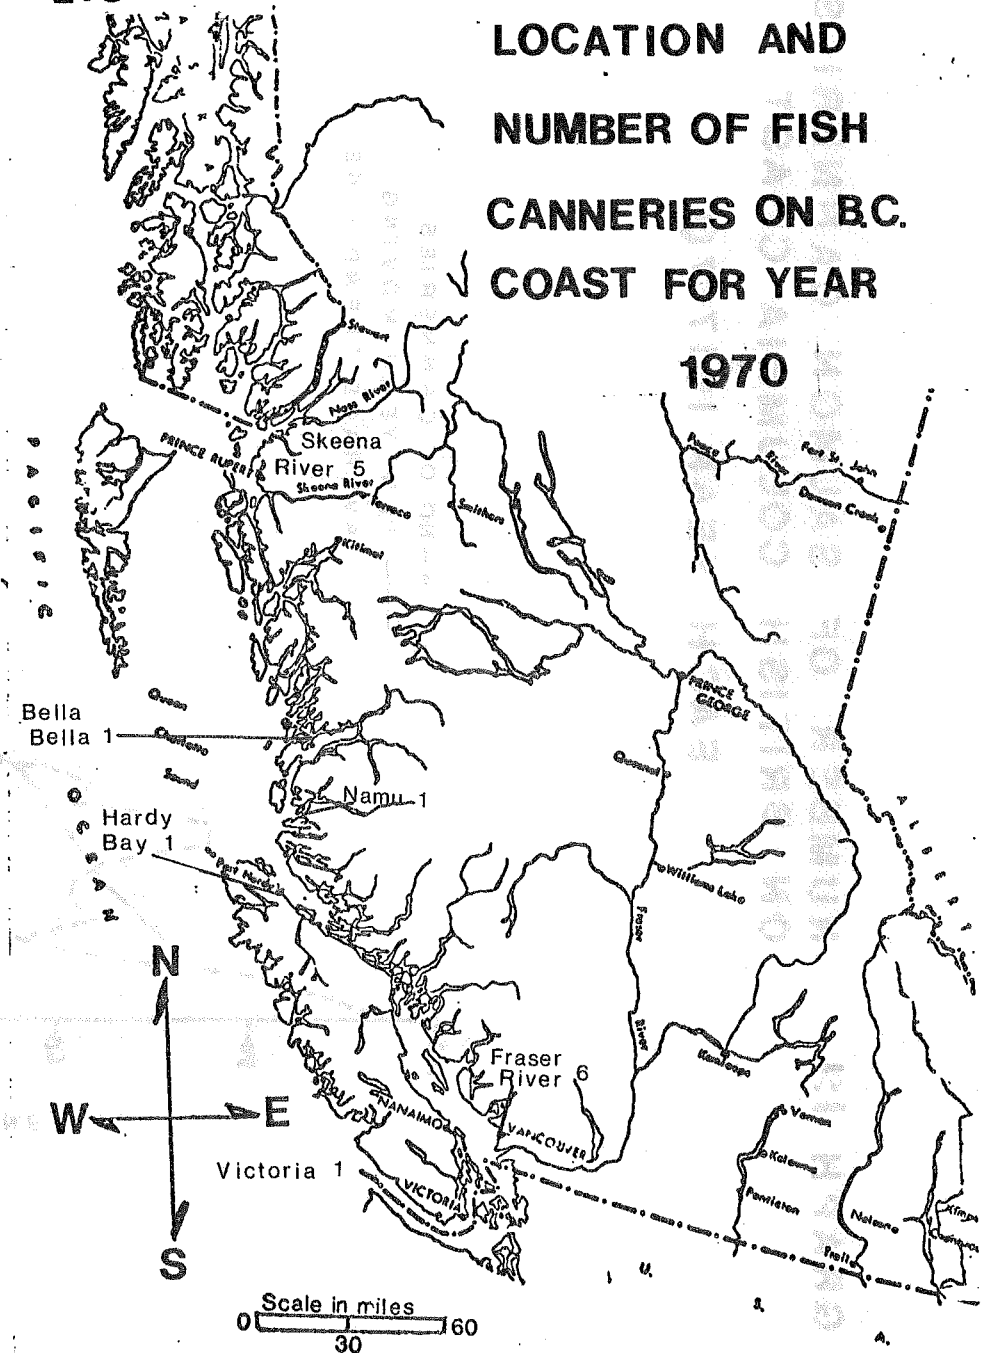 LOCATION AND
NUMBER OF FISH
CANNERIES ON B.C.
COAST FOR YEAR
1970
Stewart
Nass River
Skeena
River 5
PRINCE RUPERT
Skeena River
Terrace
Smithers
Kitimat
Peace
River
Fort St. John
Dawson Creek
PACIFIC
OCEAN
Queen
Charlotte
Sound
Bella
Bella 1
PRINCE
GEORGE
Quesnel
Namu 1
Hardy
Bay 1
Port Hardy
Williams Lake
ALBERTA
Fraser
River
Kamloops
N
W
E
S
Fraser
River 6
NANAIMO
VANCOUVER
Victoria 1
VICTORIA
Vernon
Kelowna
Penticton
Nelson
Trail
U.
S.
A.
Scale in miles
0
30
60